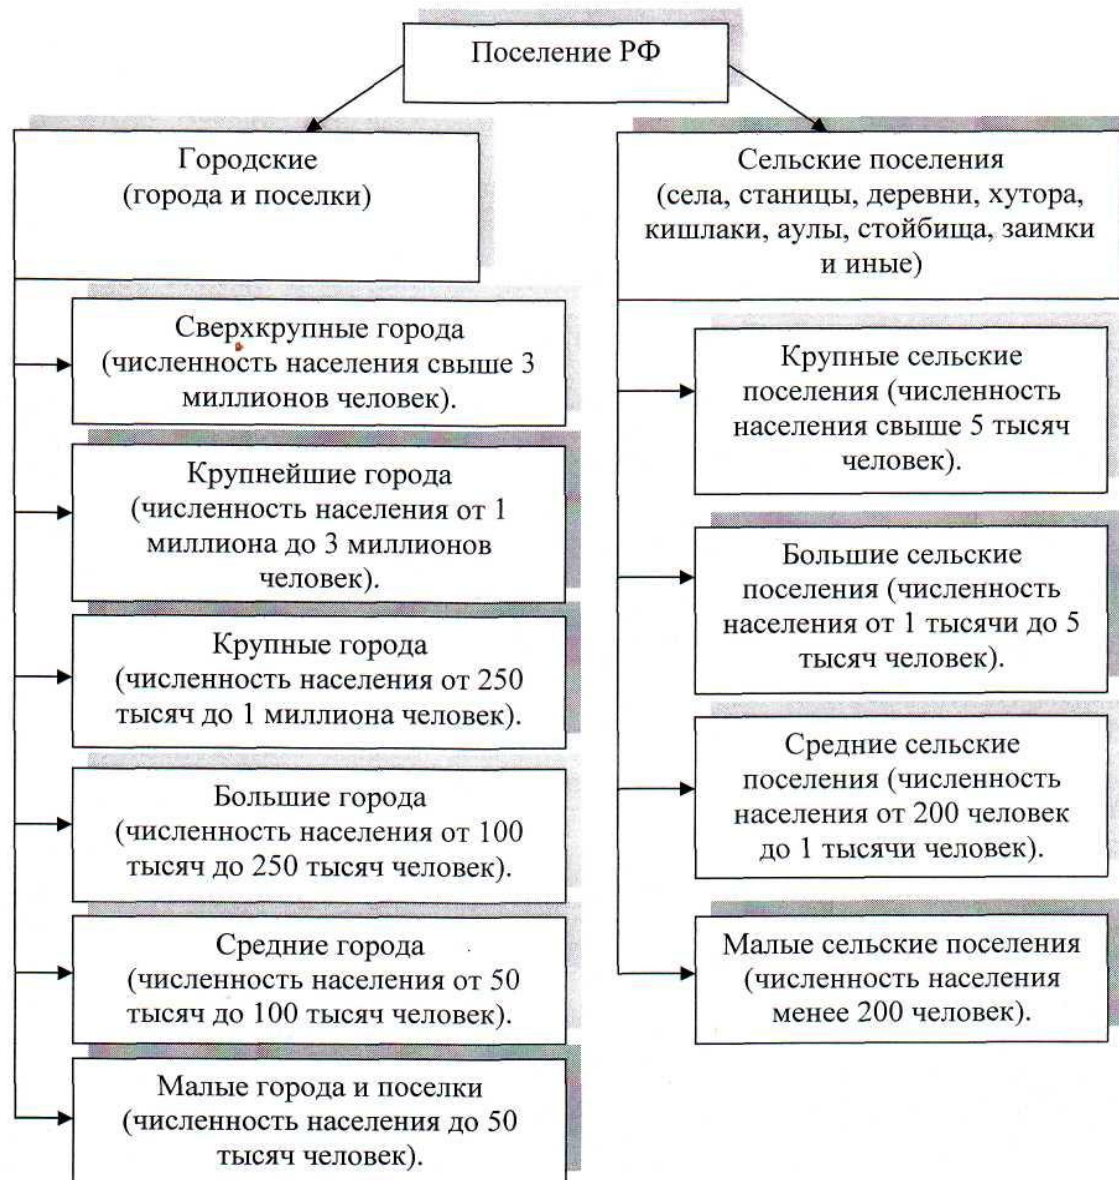 Поселение РФ
Городские
(города и поселки)
Сверхкрупные города
(численность населения свыше 3
миллионов человек).
Крупнейшие города
(численность населения от 1
миллиона до 3 миллионов
человек).
Крупные города
(численность населения от 250
тысяч до 1 миллиона человек).
Большие города
(численность населения от 100
тысяч до 250 тысяч человек).
Средние города
(численность населения от 50
тысяч до 100 тысяч человек).
Малые города и поселки
(численность населения до 50
тысяч человек).
Сельские поселения
(села, станицы, деревни, хутора,
кишлаки, аулы, стойбища, заимки
и иные)
Крупные сельские
поселения (численность
населения свыше 5 тысяч
человек).
Большие сельские
поселения (численность
населения от 1 тысячи до 5
тысяч человек).
Средние сельские
поселения (численность
населения от 200 человек
до 1 тысячи человек).
Малые сельские поселения
(численность населения
менее 200 человек).